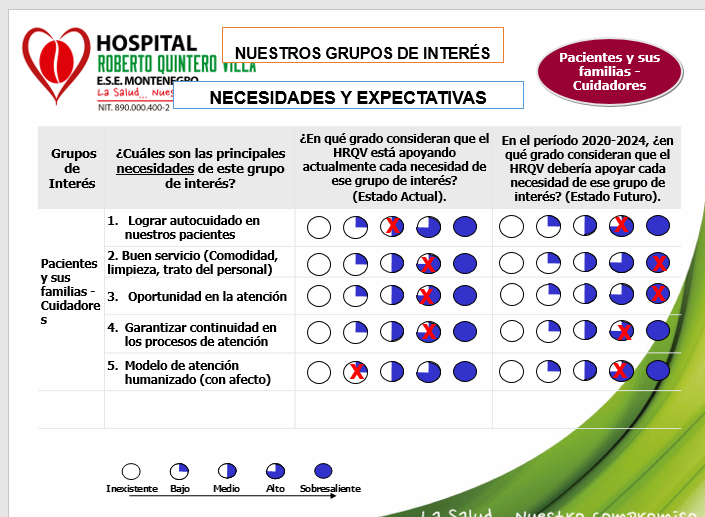 HOSPITAL
ROBERTO QUINTERO VILLA
E.S.E. MONTENEGRO
La Salud...
NIT. 890.000.400-2
NUESTROS GRUPOS DE INTERÉS
NECESIDADES Y EXPECTATIVAS
Pacientes y sus
familias -
Cuidadores
Grupos
de
Interés
¿Cuáles son las principales
necesidades de este grupo
de interés?
¿En qué grado consideran que el
HRQV está apoyando
actualmente cada necesidad de
ese grupo de interés?
(Estado Actual).
En el período 2020-2024, ¿en
qué grado consideran que el
HRQV debería apoyar cada
necesidad de ese grupo de
interés? (Estado Futuro).
Pacientes
y sus
familias -
Cuidadore
s
1. Lograr autocuidado en
nuestros pacientes
X X
2. Buen servicio (Comodidad,
limpieza, trato del personal)
X X
3. Oportunidad en la atención
X X
4. Garantizar continuidad en
los procesos de atención
X X
5. Modelo de atención
humanizado (con afecto)
X X
Inexistente Bajo Medio Alto Sobresaliente
La Salud... Nuestro compromiso